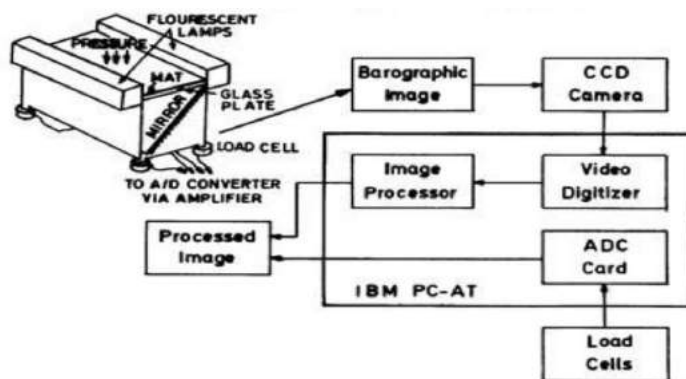 FLOURESCENT
LAMPS
PRESSURE
MAT
GLASS
PLATE
MIRROR
LOAD CELL
TO A/D CONVERTER
VIA AMPLIFIER
Barographic
Image
CCD
Camera
Image
Processor
Video
Digitizer
Processed
Image
ADC
Card
IBM PC-AT
Load
Cells